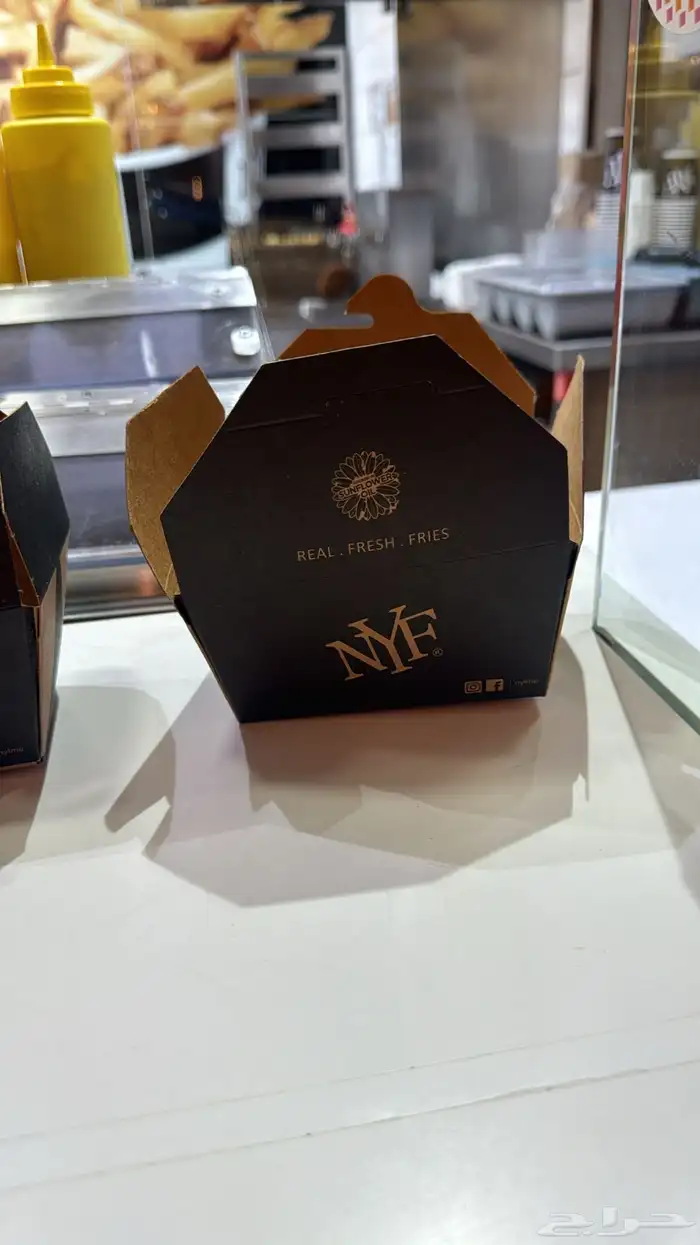 SUNFLOWER
OIL
REAL . FRESH . FRIES
NYF®
حراج